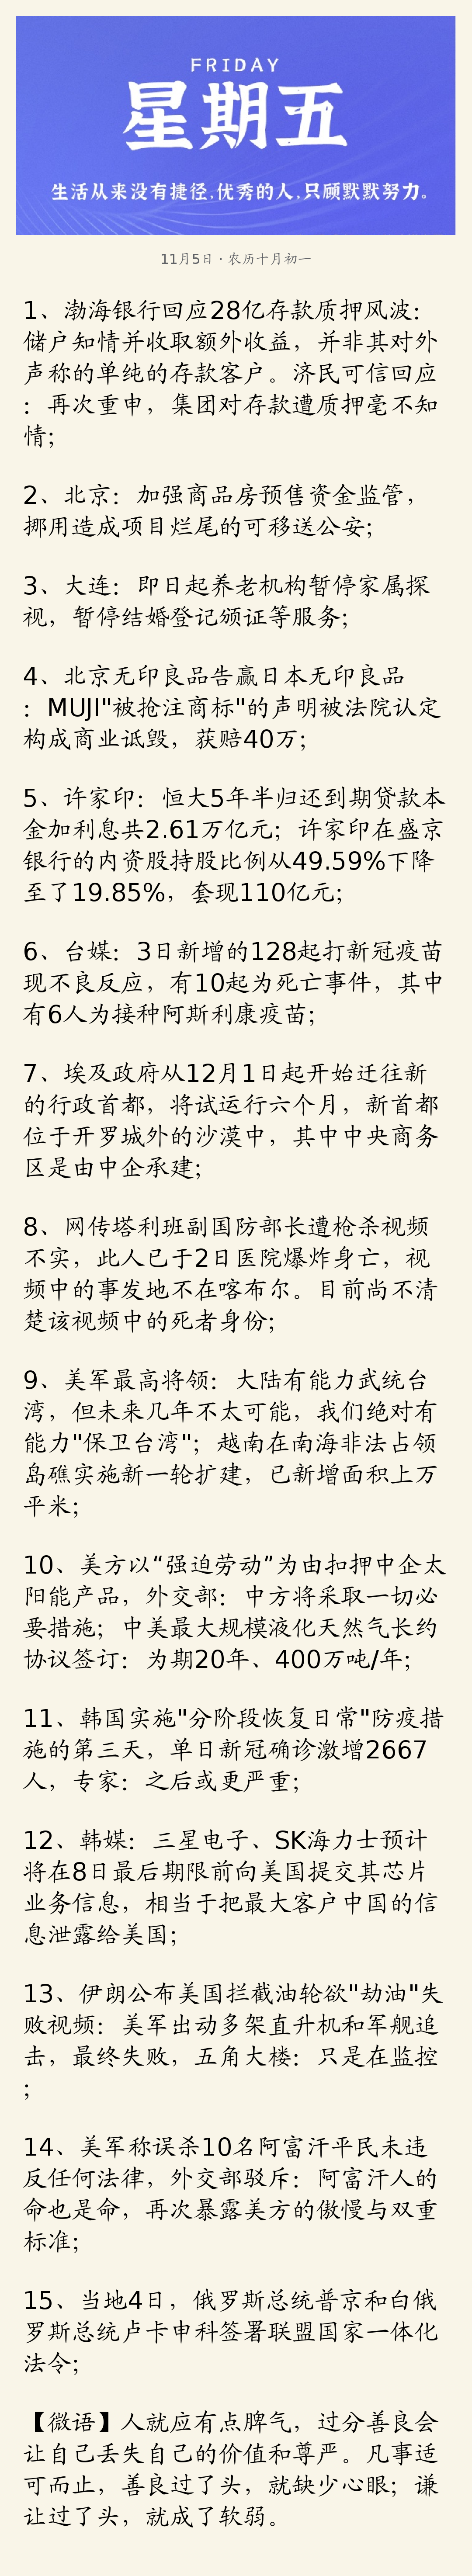 FRIDAY
星期五
生活从来没有捷径,优秀的人,只顾默默努力。
11月5日·农历十月初一
1、渤海银行回应28亿存款质押风波：
储户知情并收取额外收益，并非其对外
声称的单纯的存款客户。济民可信回应
：再次重申，集团对存款遭质押毫不知
情；
2、北京：加强商品房预售资金监管，
挪用造成项目烂尾的可移送公安；
3、大连：即日起养老机构暂停家属探
视，暂停结婚登记颁证等服务；
4、北京无印良品告赢日本无印良品
：MUJI"被抢注商标"的声明被法院认定
构成商业诋毁，获赔40万；
5、许家印：恒大5年半归还到期贷款本
金加利息共2.61万亿元；许家印在盛京
银行的内资股持股比例从49.59%下降
至了19.85%，套现110亿元；
6、台媒：3日新增的128起打新冠疫苗
现不良反应，有10起为死亡事件，其中
有6人为接种阿斯利康疫苗；
7、埃及政府从12月1日起开始迁往新
的行政首都，将试运行六个月，新首都
位于开罗城外的沙漠中，其中中央商务
区是由中企承建；
8、网传塔利班副国防部长遭枪杀视频
不实，此人已于2日医院爆炸身亡，视
频中的事发地不在喀布尔。目前尚不清
楚该视频中的死者身份；
9、美军最高将领：大陆有能力武统台
湾，但未来几年不太可能，我们绝对有
能力"保卫台湾"；越南在南海非法占领
岛礁实施新一轮扩建，已新增面积上万
平米；
10、美方以“强迫劳动”为由扣押中企太
阳能产品，外交部：中方将采取一切必
要措施；中美最大规模液化天然气长约
协议签订：为期20年、400万吨/年；
11、韩国实施"分阶段恢复日常"防疫措
施的第三天，单日新冠确诊激增2667
人，专家：之后或更严重；
12、韩媒：三星电子、SK海力士预计
将在8日最后期限前向美国提交其芯片
业务信息，相当于把最大客户中国的信
息泄露给美国；
13、伊朗公布美国拦截油轮欲"劫油"失
败视频：美军出动多架直升机和军舰追
击，最终失败，五角大楼：只是在监控
；
14、美军称误杀10名阿富汗平民未违
反任何法律，外交部驳斥：阿富汗人的
命也是命，再次暴露美方的傲慢与双重
标准；
15、当地4日，俄罗斯总统普京和白俄
罗斯总统卢卡申科签署联盟国家一体化
法令；
【微语】人就应有点脾气，过分善良会
让自己丢失自己的价值和尊严。凡事适
可而止，善良过了头，就缺少心眼；谦
让过了头，就成了软弱。